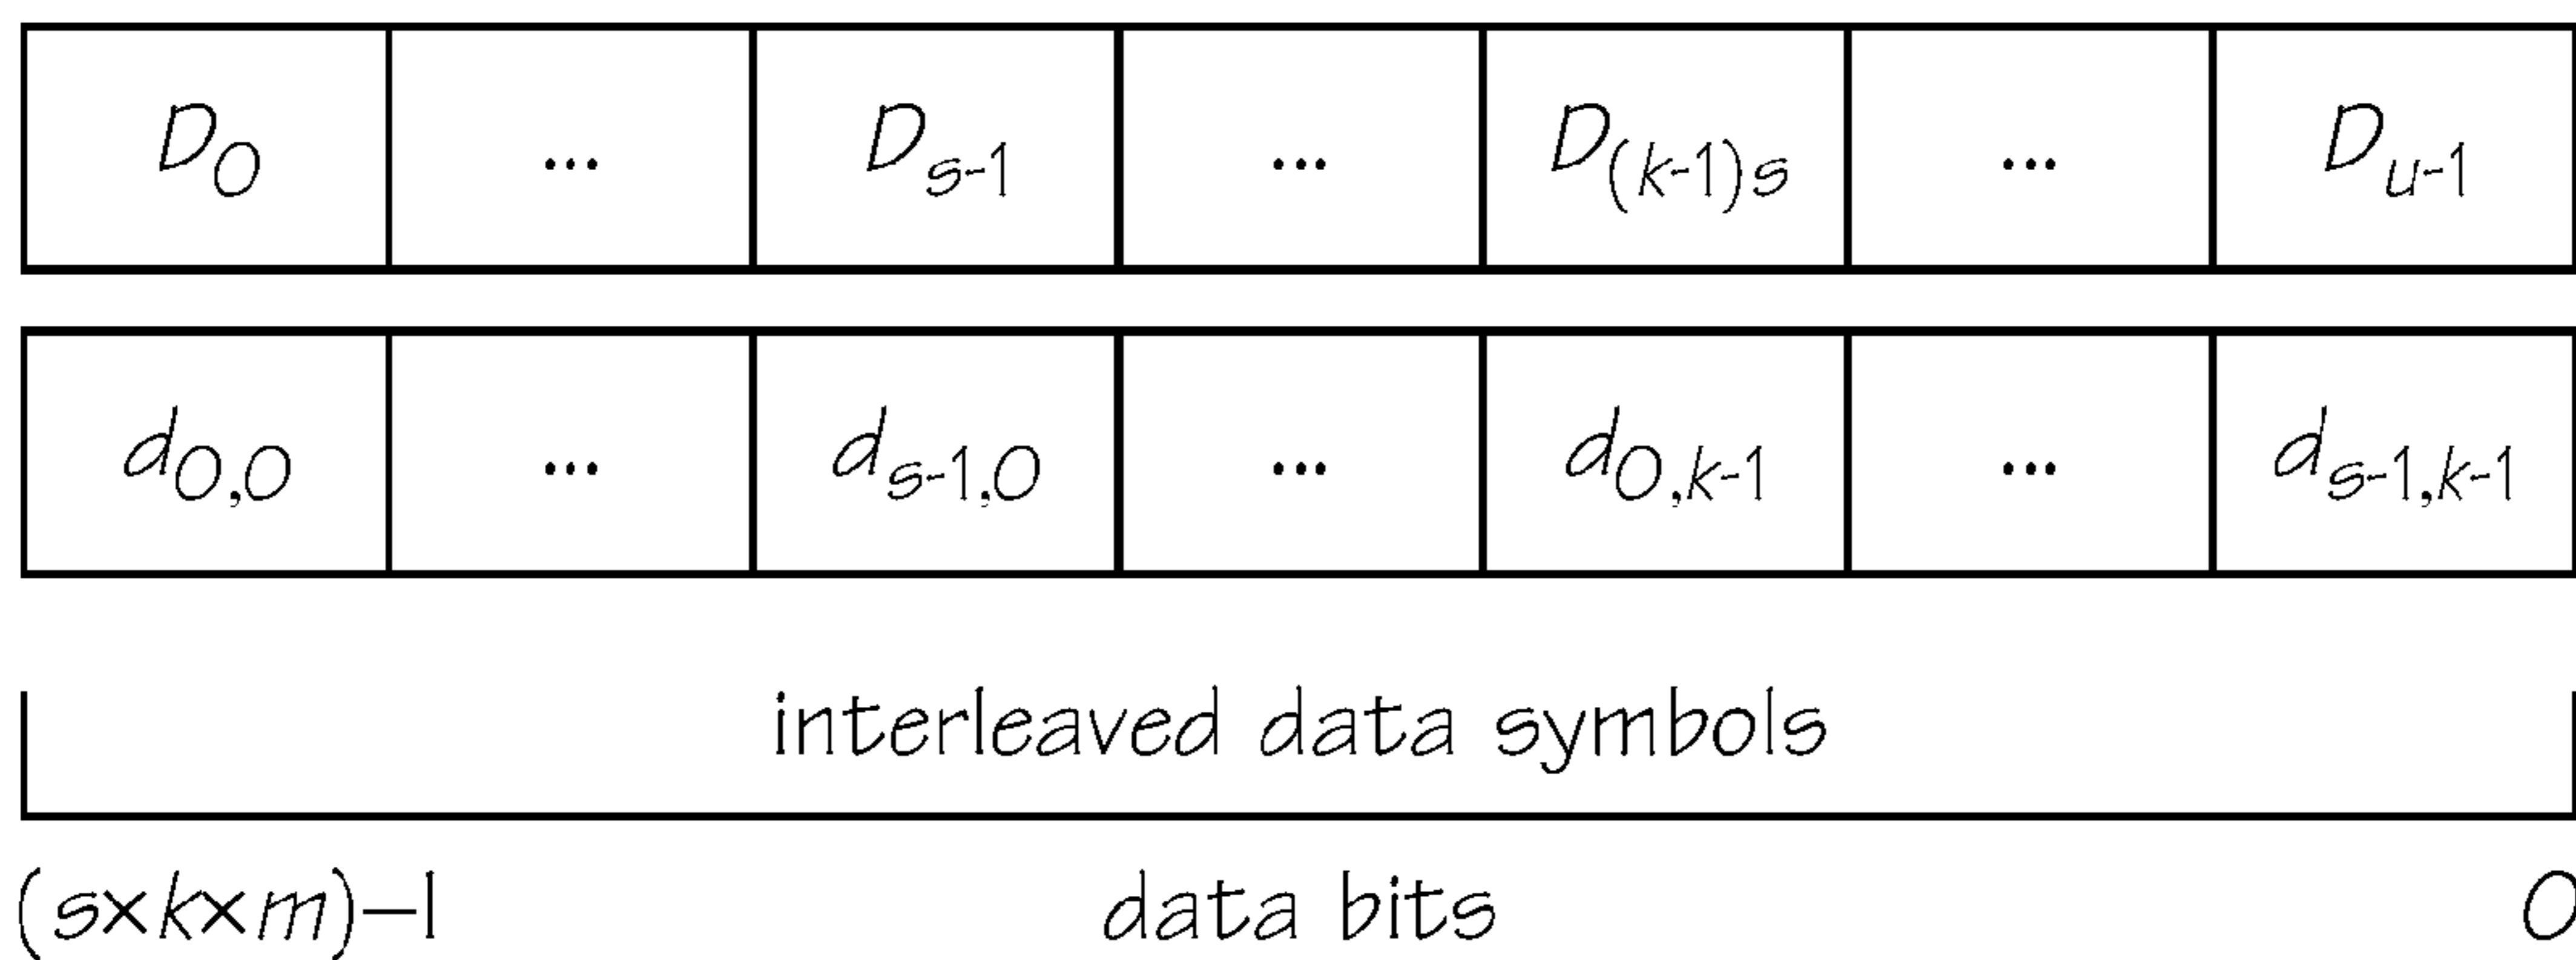 D0 ... Ds-1 ... D(k-1)s ... Du-1
d0,0 ... ds-1,0 ... d0,k-1 ... ds-1,k-1
interleaved data symbols
(s×k×m)–1 data bits 0